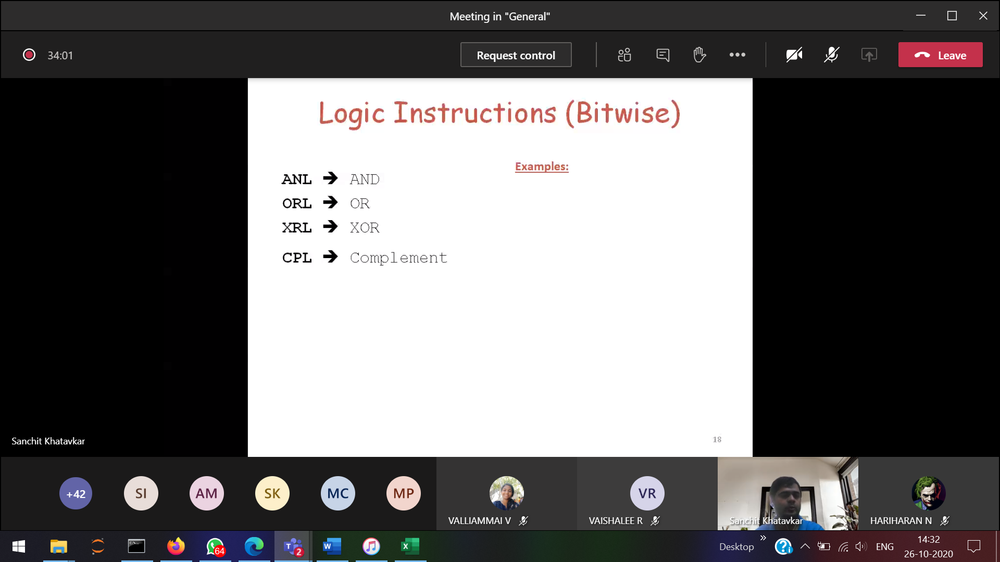 Meeting in "General"
34:01
Request control
Leave
Logic Instructions (Bitwise)
Examples:
ANL ➔ AND
ORL ➔ OR
XRL ➔ XOR
CPL ➔ Complement
18
Sanchit Khatavkar
+42
SI
AM
SK
MC
MP
VALLIAMMAI V
VR
VAISHALEE R
Sanchit Khatavkar
HARIHARAN N
64
2
Desktop
ENG
14:32
26-10-2020